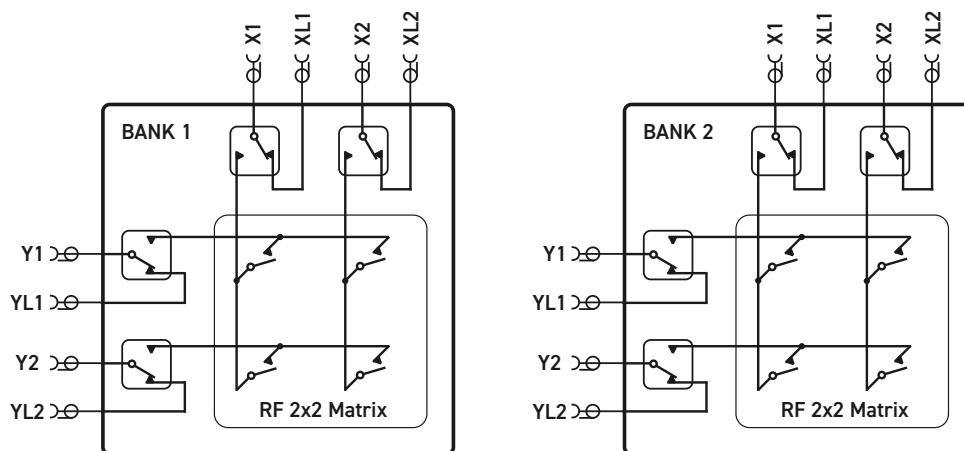 X1
XL1
X2
XL2
BANK 1
Y1
YL1
Y2
YL2
RF 2x2 Matrix
X1
XL1
X2
XL2
BANK 2
Y1
YL1
Y2
YL2
RF 2x2 Matrix